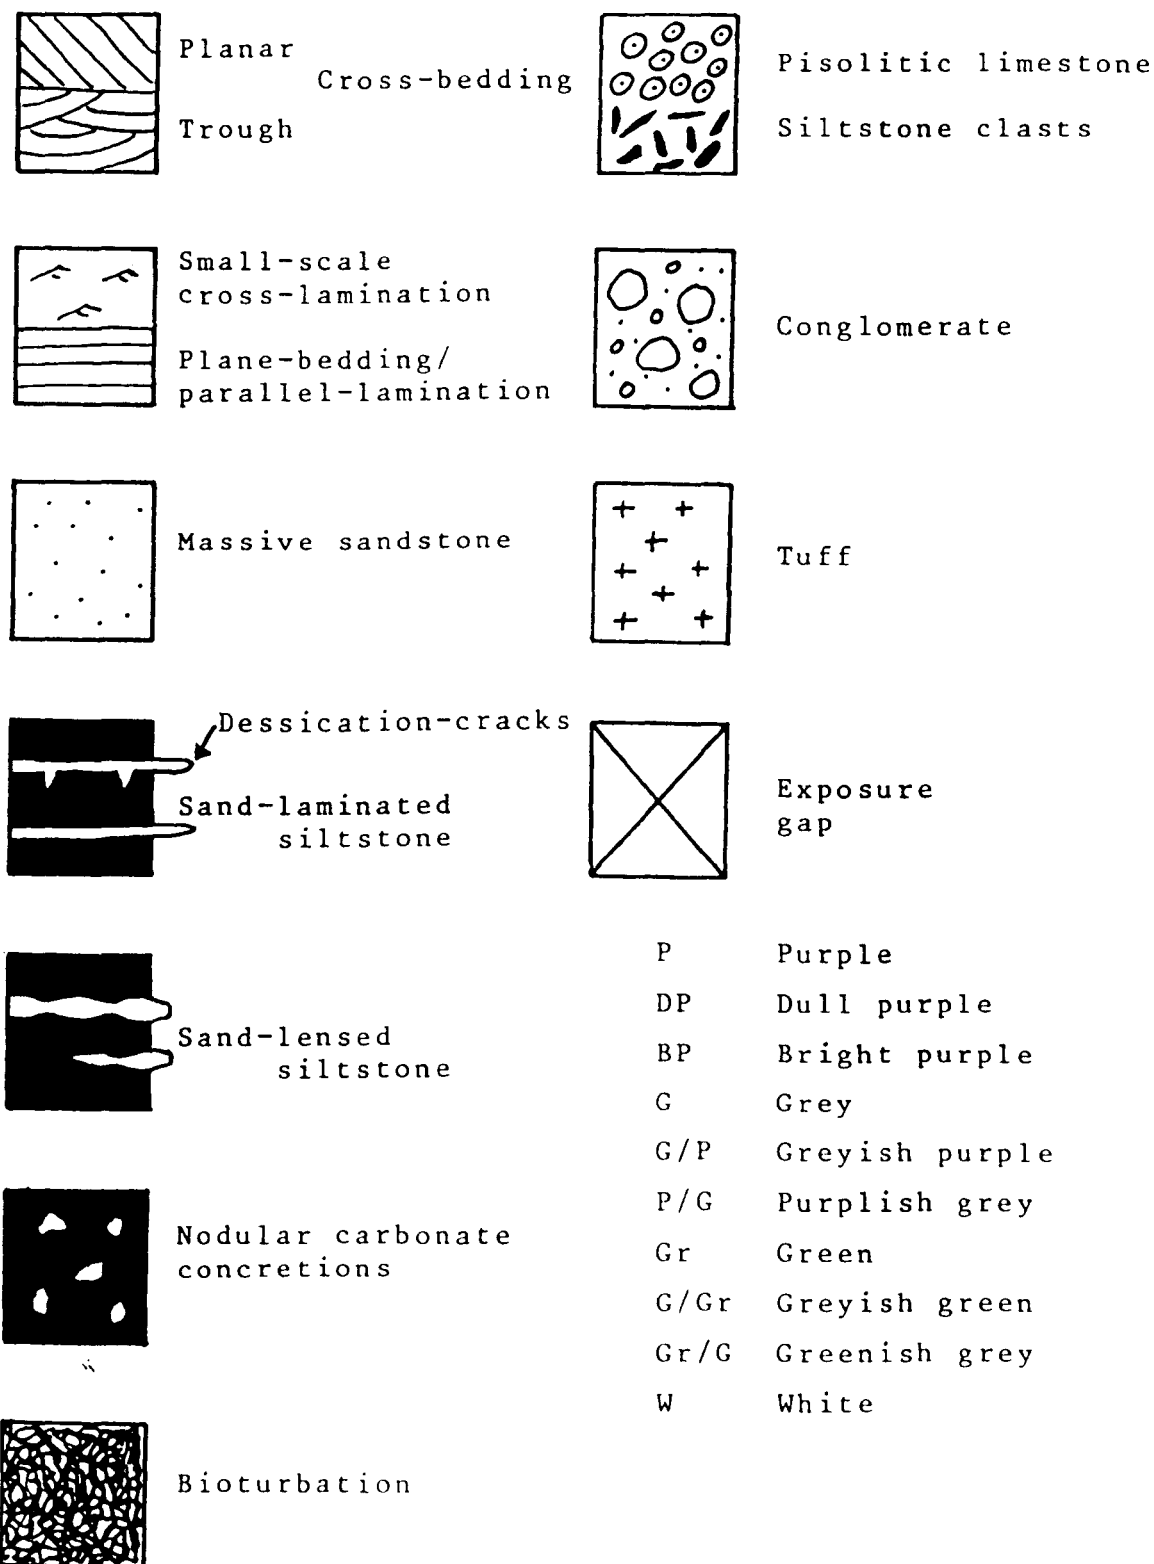 Planar
Cross-bedding
Trough
Small-scale
cross-lamination
Plane-bedding/
parallel-lamination
Massive sandstone
Dessication-cracks
Sand-laminated
siltstone
Sand-lensed
siltstone
Nodular carbonate
concretions
Bioturbation
Pisolitic limestone
Siltstone clasts
Conglomerate
Tuff
Exposure
gap
P Purple
DP Dull purple
BP Bright purple
G Grey
G/P Greyish purple
P/G Purplish grey
Gr Green
G/Gr Greyish green
Gr/G Greenish grey
W White